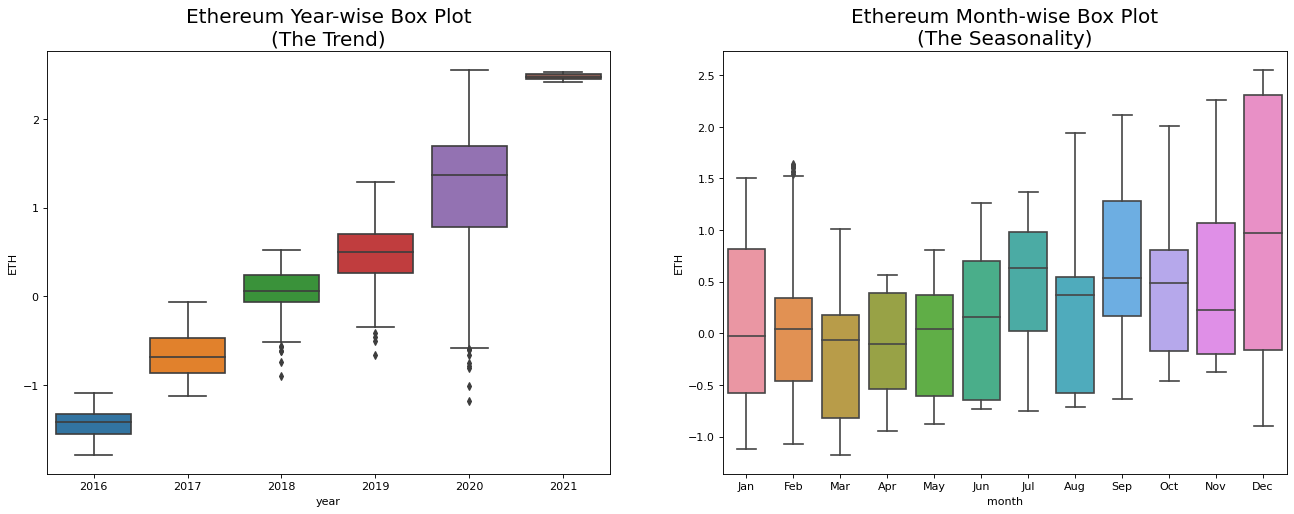 Ethereum Year-wise Box Plot
(The Trend)
ETH
2
1
0
−1
2016 2017 2018 2019 2020 2021
year
Ethereum Month-wise Box Plot
(The Seasonality)
ETH
2.5
2.0
1.5
1.0
0.5
0.0
−0.5
−1.0
Jan Feb Mar Apr May Jun Jul Aug Sep Oct Nov Dec
month